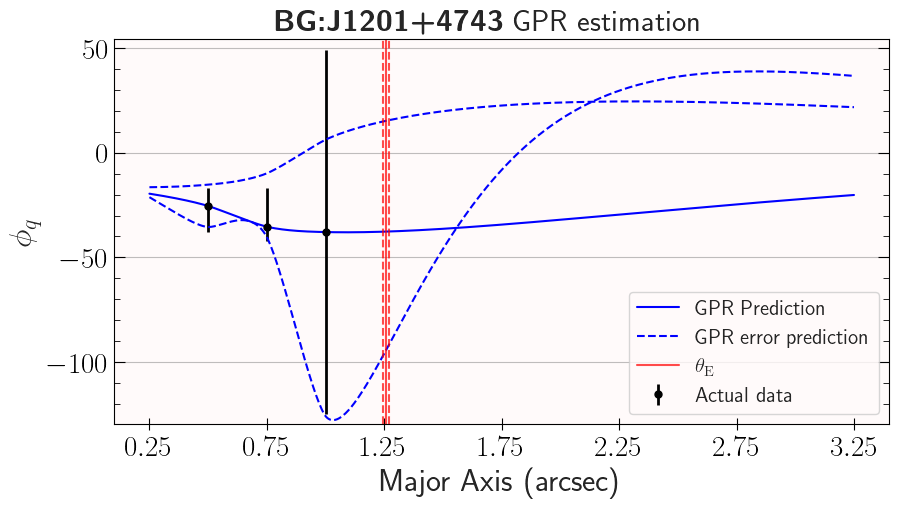 BG:J1201+4743 GPR estimation
50
0
−50
−100
ϕq
0.25 0.75 1.25 1.75 2.25 2.75 3.25
Major Axis (arcsec)
GPR Prediction
GPR error prediction
θE
Actual data